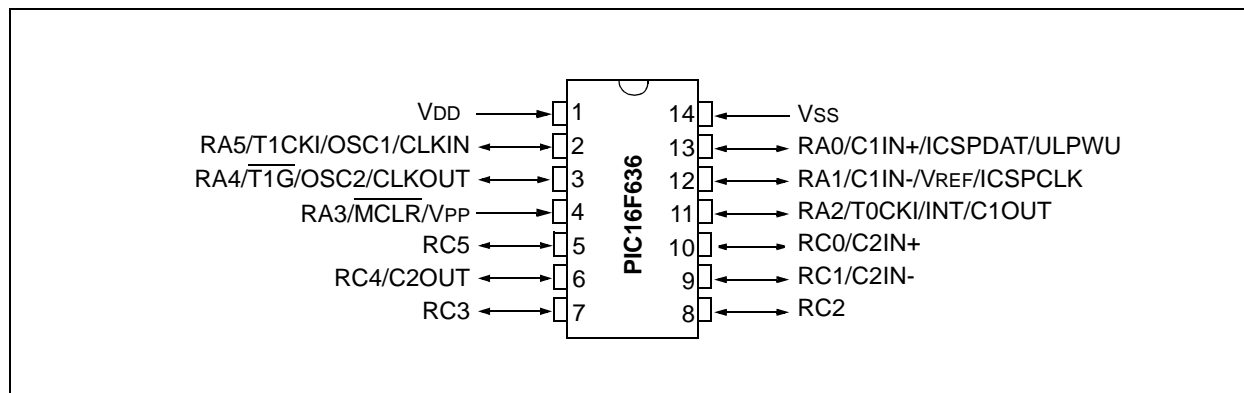 VDD
1
14
VSS
RA5/T1CKI/OSC1/CLKIN
2
13
RA0/C1IN+/ICSPDAT/ULPWU
RA4/T1G/OSC2/CLKOUT
3
12
RA1/C1IN-/VREF/ICSPCLK
RA3/MCLR/VPP
4
11
RA2/T0CKI/INT/C1OUT
RC5
5
10
RC0/C2IN+
RC4/C2OUT
6
9
RC1/C2IN-
RC3
7
8
RC2
PIC16F636